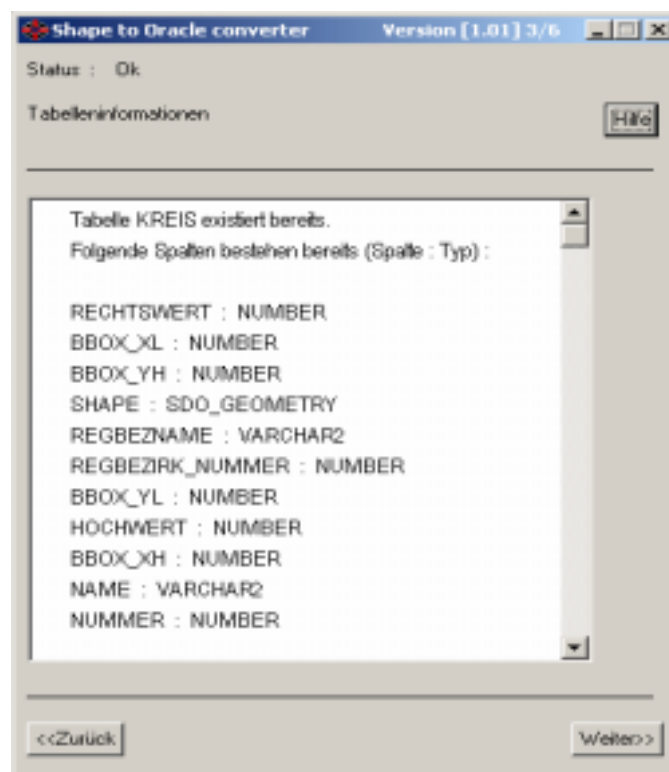 Shape to Oracle converter Version [1.01] 3/6
Status : Ok
Tabelleninformationen
Hilfe
Tabelle KREIS existiert bereits.
Folgende Spalten bestehen bereits (Spalte : Typ) :
RECHTSWERT : NUMBER
BBOX_XL : NUMBER
BBOX_YH : NUMBER
SHAPE : SDO_GEOMETRY
REGBEZNAME : VARCHAR2
REGBEZIRK_NUMMER : NUMBER
BBOX_YL : NUMBER
HOCHWERT : NUMBER
BBOX_XH : NUMBER
NAME : VARCHAR2
NUMMER : NUMBER
<<Zurück
Weiter>>